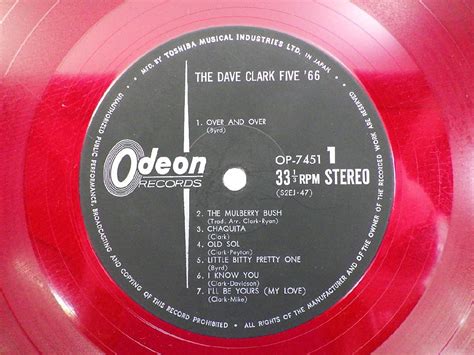 MFD. BY TOSHIBA MUSICAL INDUSTRIES LTD. IN JAPAN.
THE DAVE CLARK FIVE '66
1. OVER AND OVER
(Byrd)
Odeon
RECORDS
OP-7451 1
33⅓ RPM STEREO
(S2EJ-47)
2. THE MULBERRY BUSH
(Trad. Arr. Clark-Ryan)
3. CHAQUITA
(Clark)
4. OLD SOL
(Clark-Peyton)
5. LITTLE BITTY PRETTY ONE
(Byrd)
6. I KNOW YOU
(Clark-Davidson)
7. I'LL BE YOURS (MY LOVE)
(Clark-Mike)
UNAUTHORIZED PUBLIC PERFORMANCE, BROADCASTING AND COPYING OF THIS RECORD PROHIBITED • ALL RIGHTS OF THE MANUFACTURER AND OF THE OWNER OF THE RECORDED WORK RESERVED